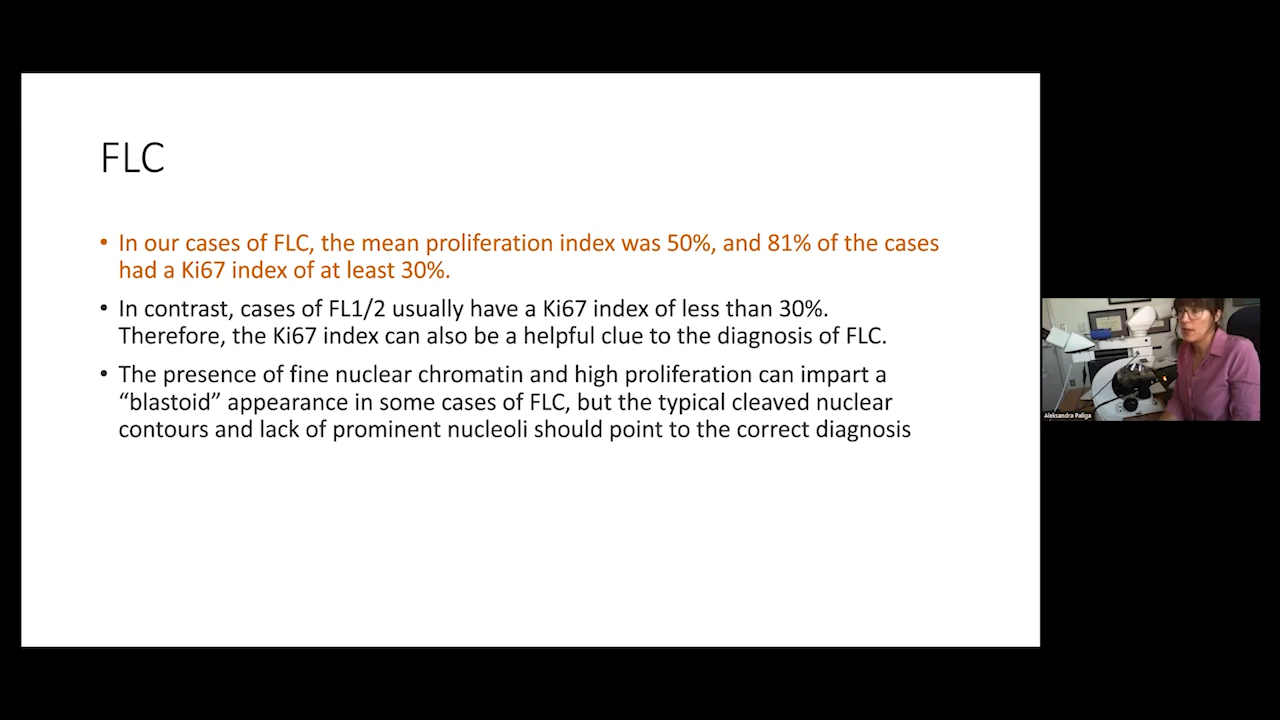 FLC
• In our cases of FLC, the mean proliferation index was 50%, and 81% of the cases
had a Ki67 index of at least 30%.
• In contrast, cases of FL1/2 usually have a Ki67 index of less than 30%.
Therefore, the Ki67 index can also be a helpful clue to the diagnosis of FLC.
• The presence of fine nuclear chromatin and high proliferation can impart a
“blastoid” appearance in some cases of FLC, but the typical cleaved nuclear
contours and lack of prominent nucleoli should point to the correct diagnosis
Aleksandra Paliga